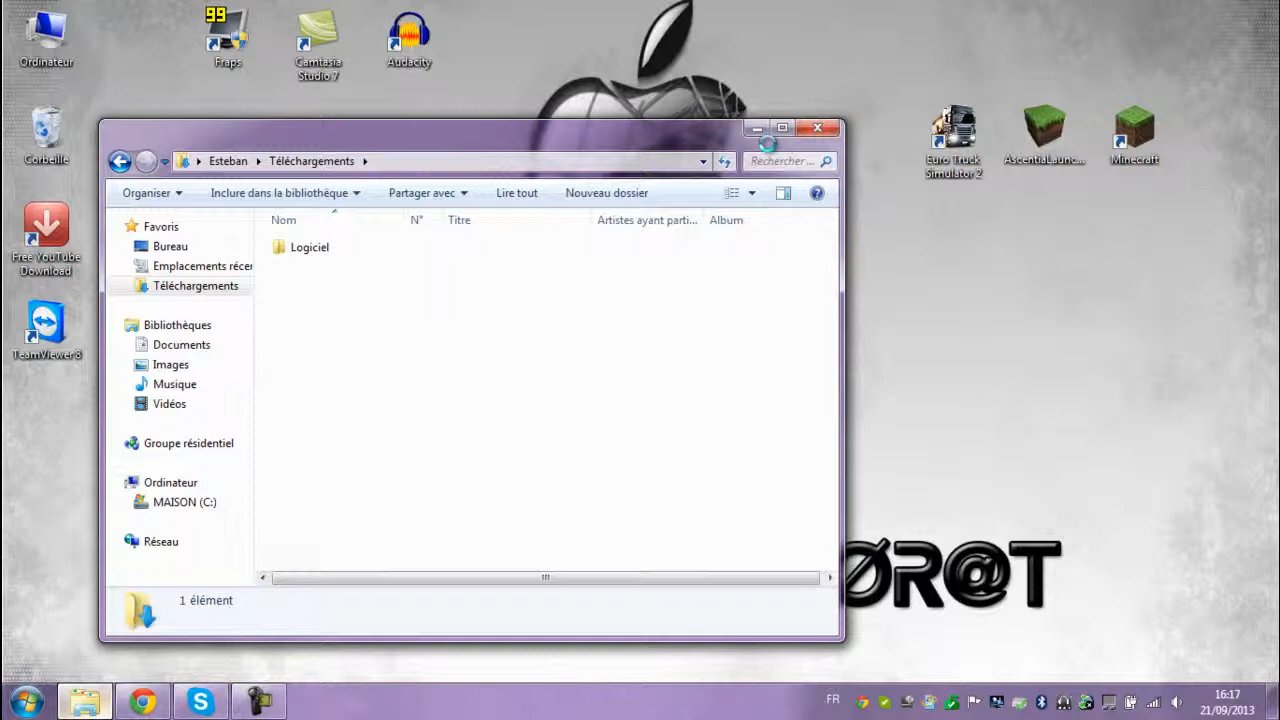 99
Ordinateur
Fraps
Camtasia Studio 7
Audacity
Corbeille
Free YouTube Download
TeamViewer 8
Euro Truck Simulator 2
AscentiaLaunc...
Minecraft
Esteban
Téléchargements
Rechercher ...
Organiser
Inclure dans la bibliothèque
Partager avec
Lire tout
Nouveau dossier
Nom
N°
Titre
Artistes ayant parti...
Album
Logiciel
Favoris
Bureau
Emplacements récer
Téléchargements
Bibliothèques
Documents
Images
Musique
Vidéos
Groupe résidentiel
Ordinateur
MAISON (C:)
Réseau
1 élément
ØR@T
FR
16:17
21/09/2013